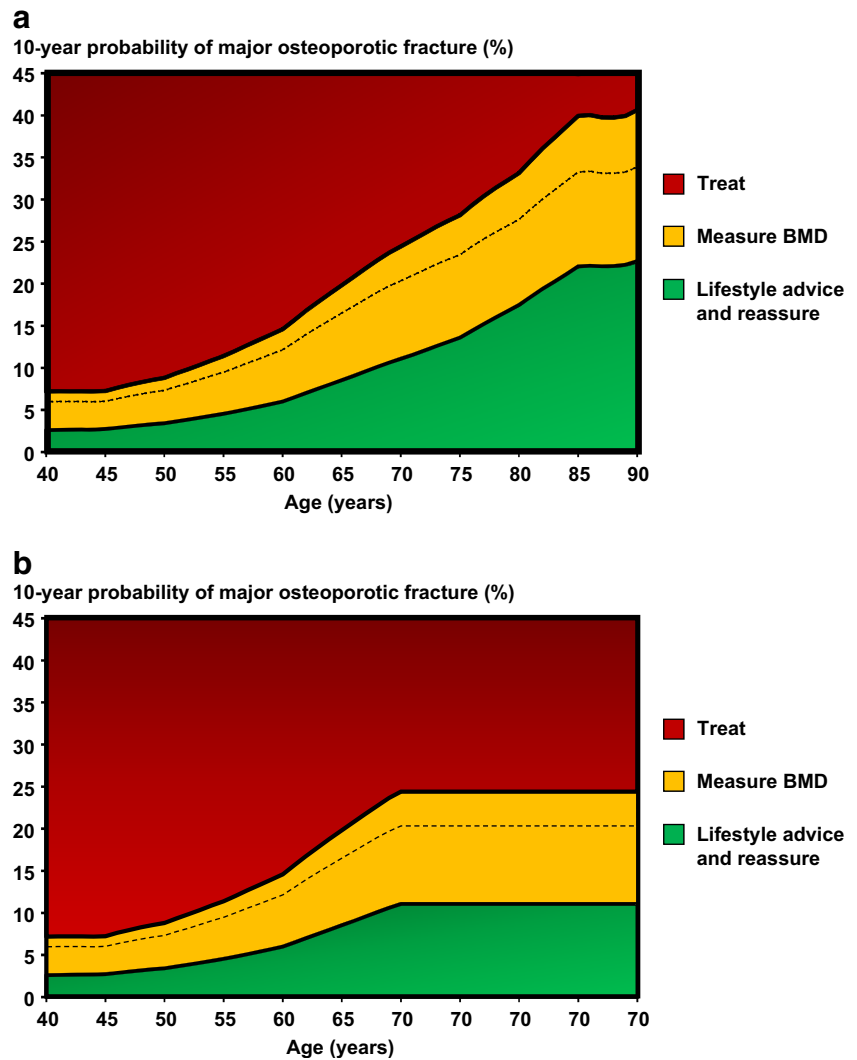 a
10-year probability of major osteoporotic fracture (%)
45
40
35
30
25
20
15
10
5
0
40 45 50 55 60 65 70 75 80 85 90
Age (years)
Treat
Measure BMD
Lifestyle advice
and reassure
b
10-year probability of major osteoporotic fracture (%)
45
40
35
30
25
20
15
10
5
0
40 45 50 55 60 65 70 70 70 70 70
Age (years)
Treat
Measure BMD
Lifestyle advice
and reassure